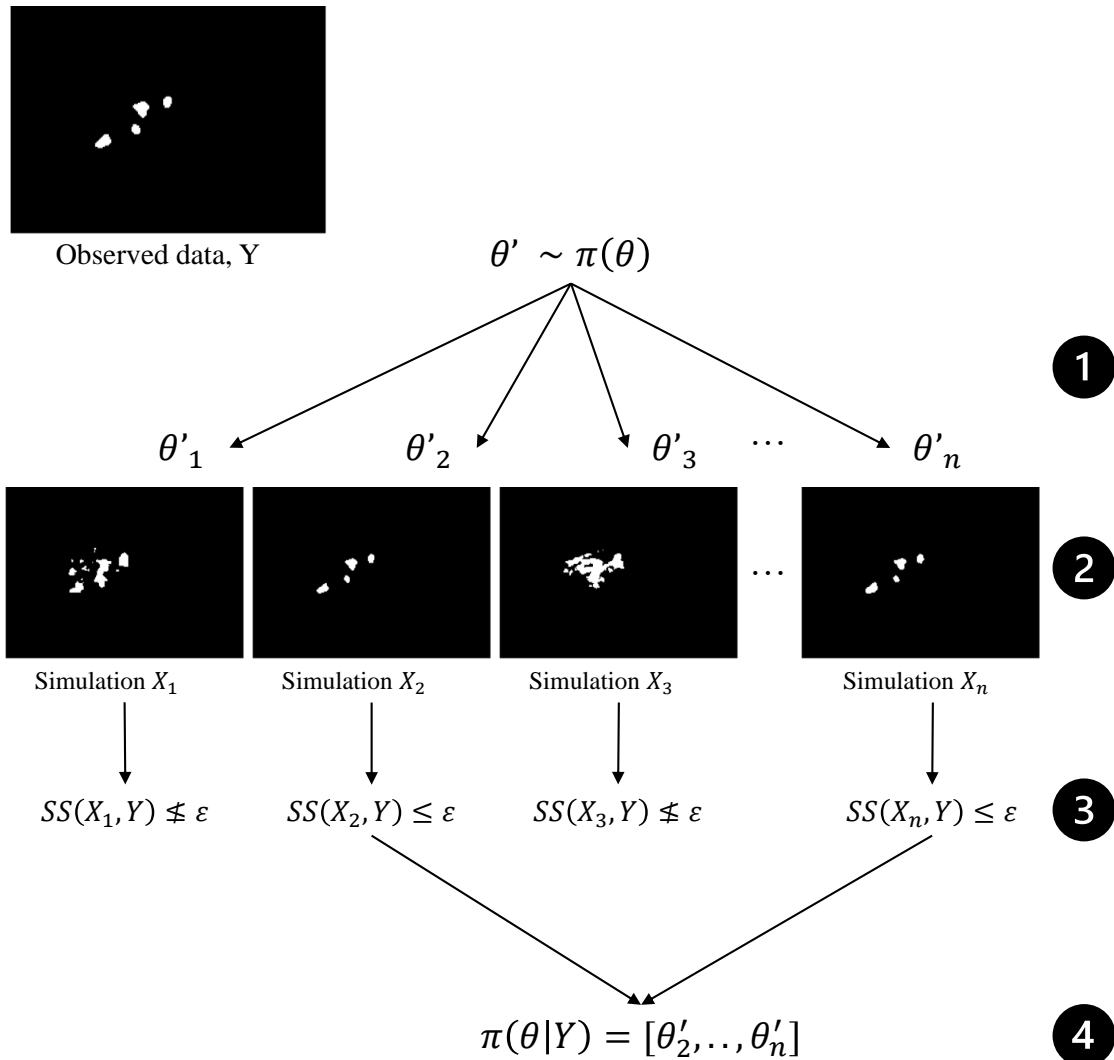 Observed data, Y
θ' ~ π(θ)
1
θ'₁ θ'₂ θ'₃ ⋯ θ'ₙ
⋯ 2
Simulation X₁ Simulation X₂ Simulation X₃ Simulation Xₙ
SS(X₁, Y) ≰ ε SS(X₂, Y) ≤ ε SS(X₃, Y) ≰ ε SS(Xₙ, Y) ≤ ε 3
π(θ|Y) = [θ′₂,..,θ′ₙ] 4